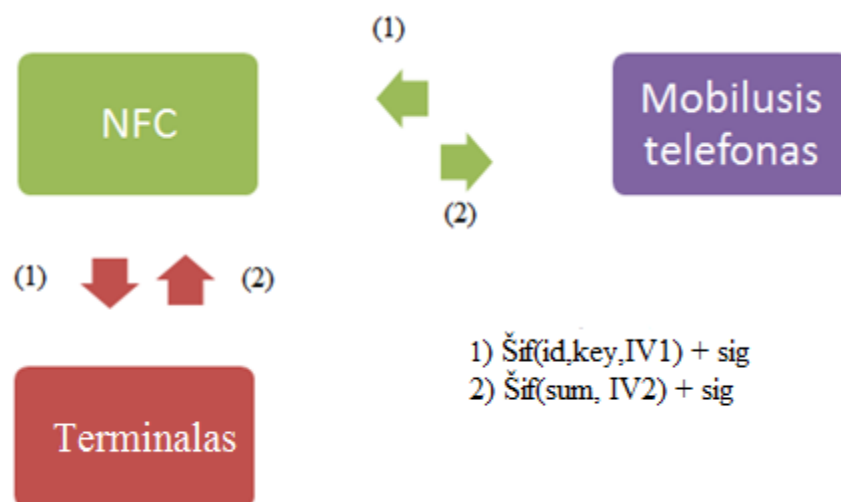 (1)
NFC
Mobilusis
telefonas
(2)
(1)
(2)
1) Šif(id,key,IV1) + sig
2) Šif(sum, IV2) + sig
Terminalas